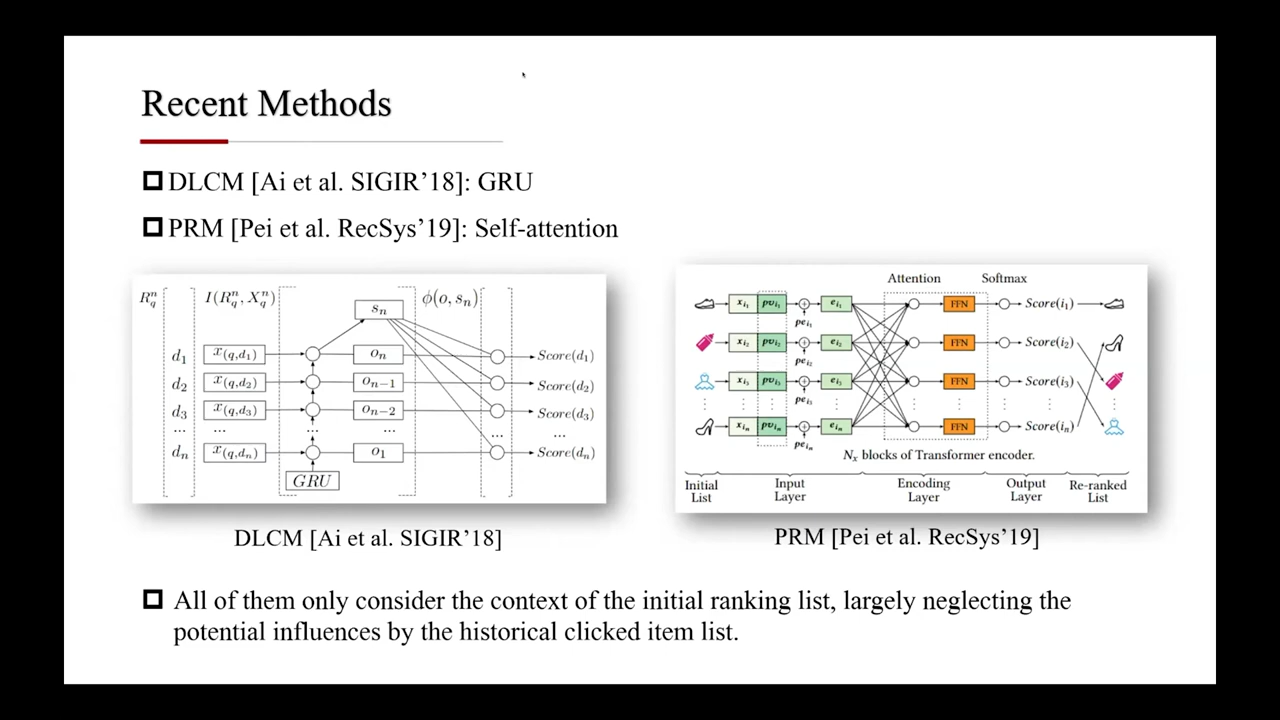 Recent Methods
DLCM [Ai et al. SIGIR’18]: GRU
PRM [Pei et al. RecSys’19]: Self-attention
R_q^n I(R_q^n, X_q^n) s_n ϕ(o, s_n)
d_1 x_(q,d_1) o_n Score(d_1)
d_2 x_(q,d_2) o_{n−1} Score(d_2)
d_3 x_(q,d_3) o_{n−2} Score(d_3)
... ... ... ... ... ...
d_n x_(q,d_n) o_1 Score(d_n)
GRU
DLCM [Ai et al. SIGIR’18]
Attention Softmax
x_{i_1} pv_{i_1} + e_{i_1} FFN Score(i_1)
pe_{i_1}
x_{i_2} pv_{i_2} + e_{i_2} FFN Score(i_2)
pe_{i_2}
x_{i_3} pv_{i_3} + e_{i_3} FFN Score(i_3)
pe_{i_3}
x_{i_n} pv_{i_n} + e_{i_n} FFN Score(i_n)
pe_{i_n}
N_x blocks of Transformer encoder.
Initial List
Input Layer
Encoding Layer
Output Layer
Re-ranked List
PRM [Pei et al. RecSys’19]
All of them only consider the context of the initial ranking list, largely neglecting the
potential influences by the historical clicked item list.